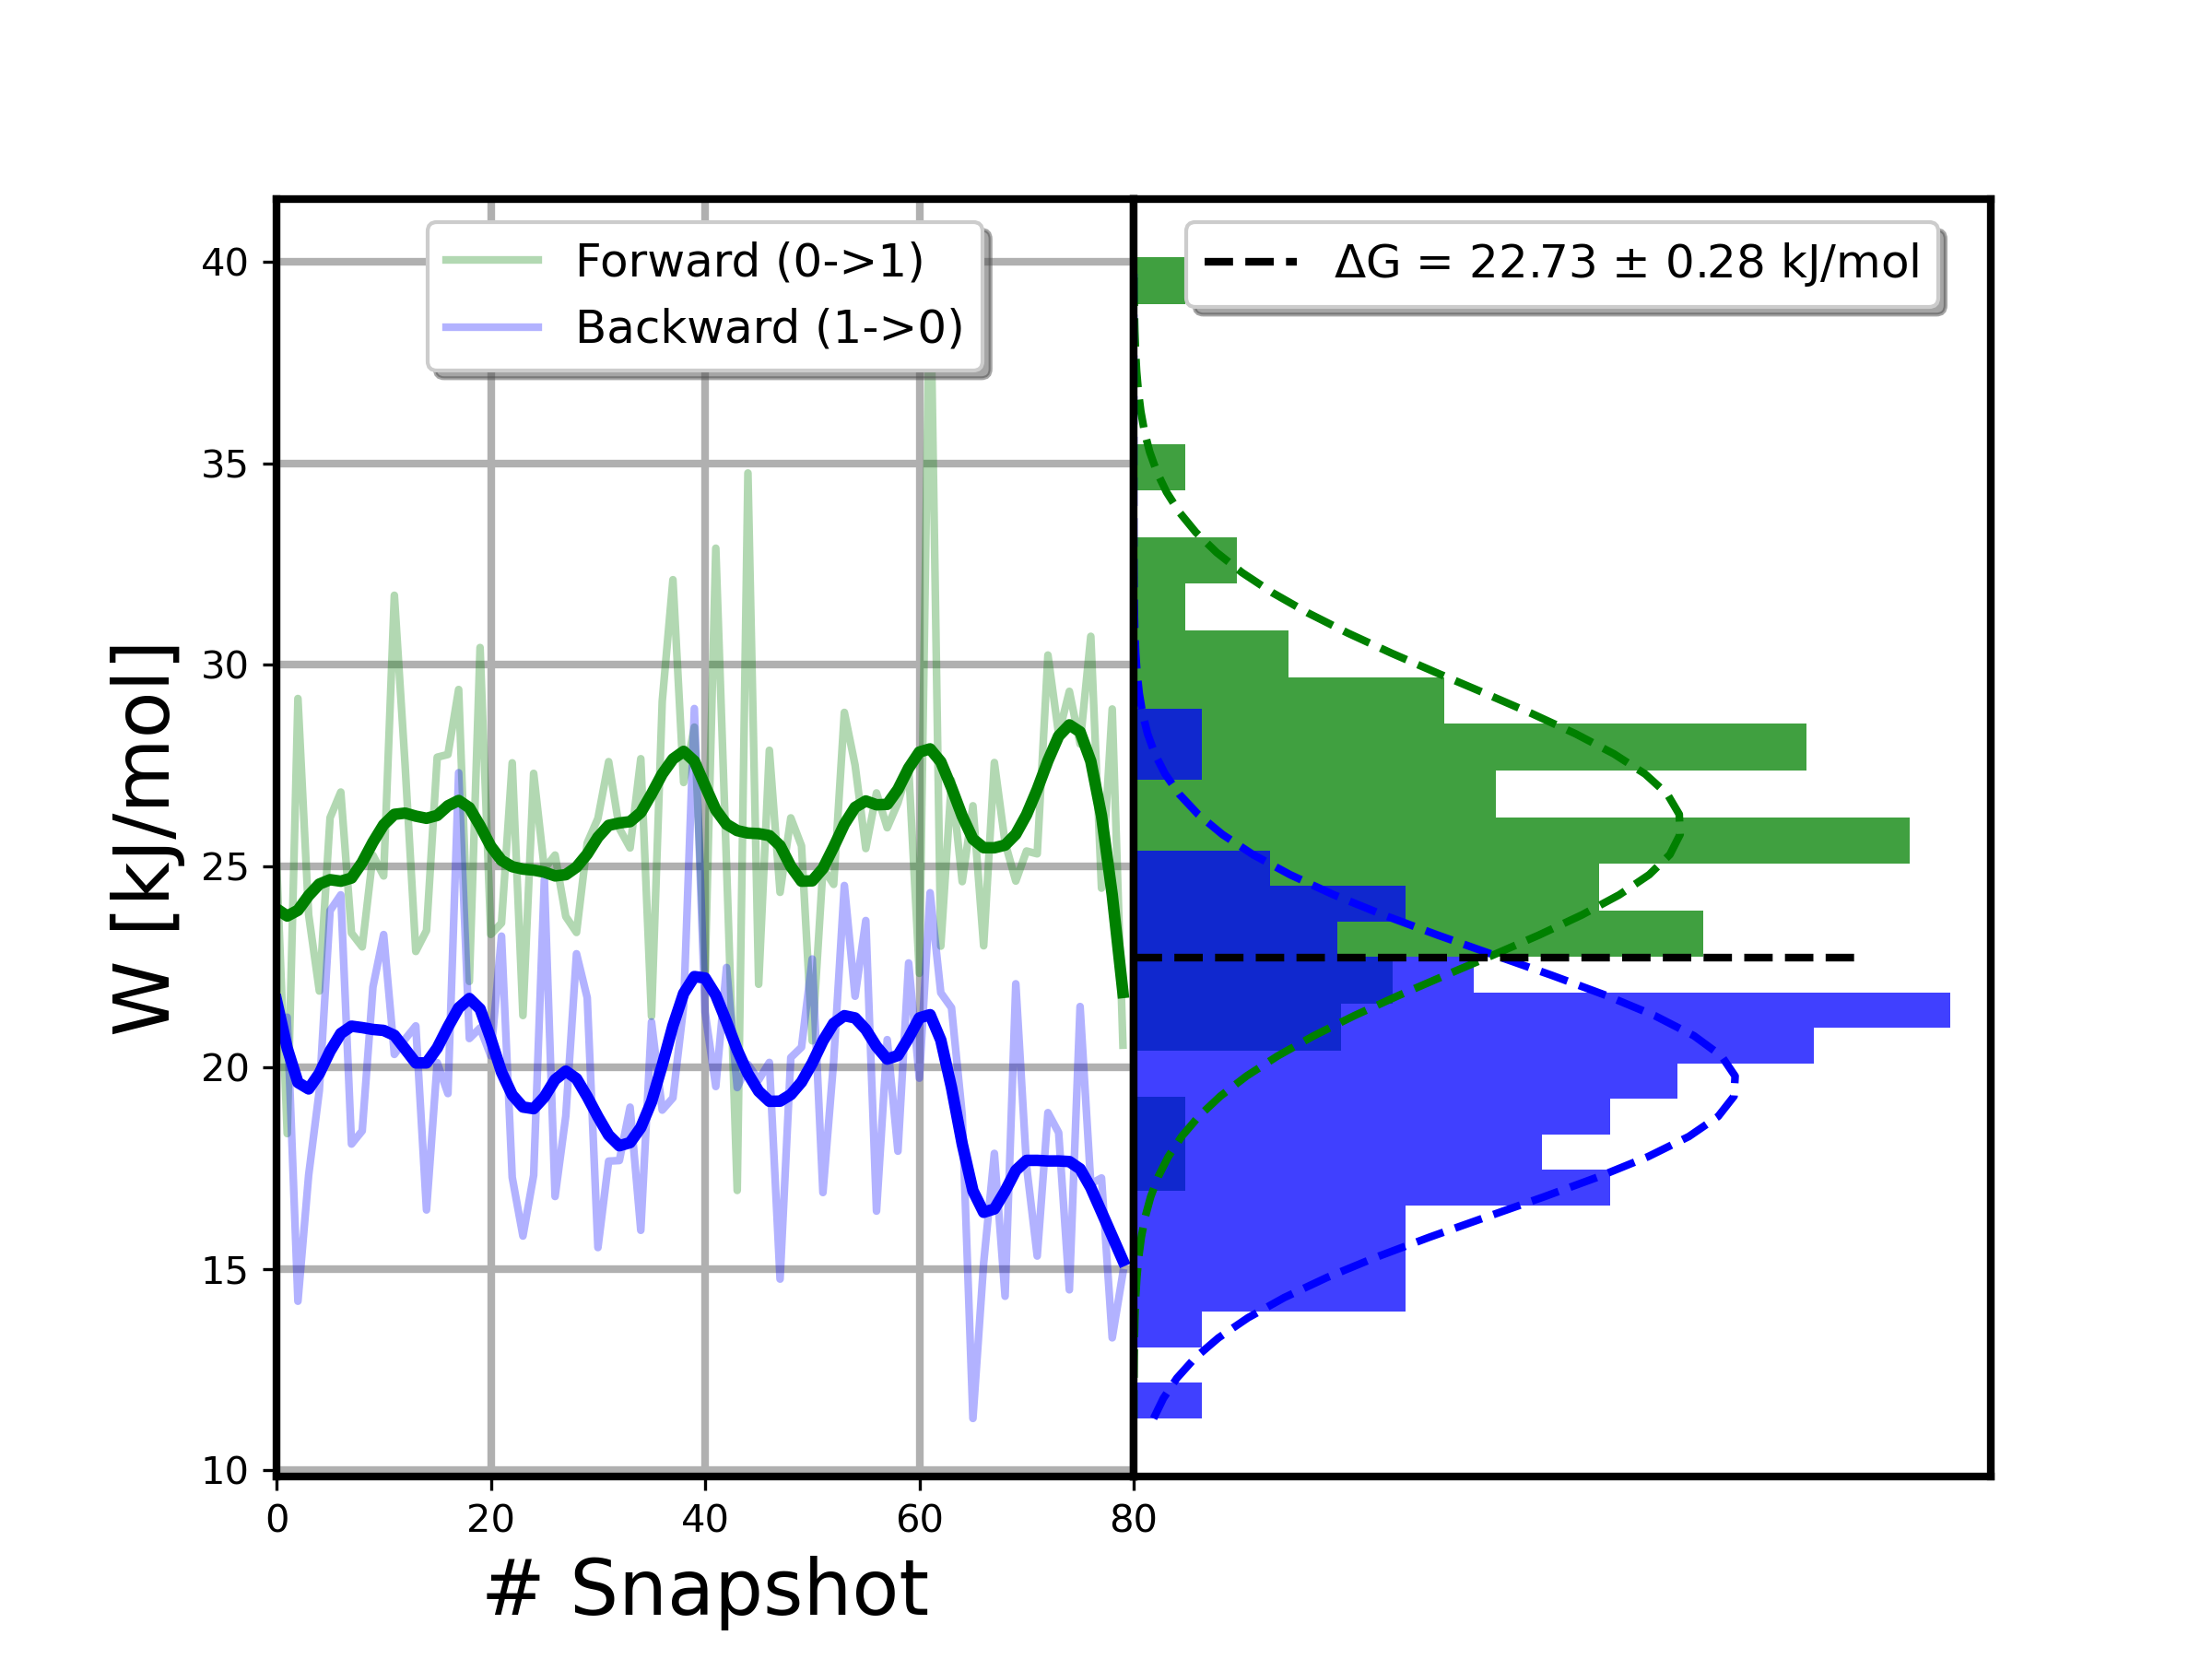 Forward (0->1)
Backward (1->0)
ΔG = 22.73 ± 0.28 kJ/mol
W [kJ/mol]
40
35
30
25
20
15
10
0
20
40
60
80
# Snapshot